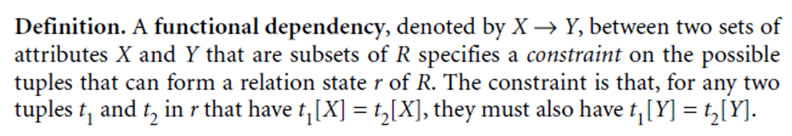 Definition. A functional dependency, denoted by X → Y, between two sets of
attributes X and Y that are subsets of R specifies a constraint on the possible
tuples that can form a relation state r of R. The constraint is that, for any two
tuples t₁ and t₂ in r that have t₁[X] = t₂[X], they must also have t₁[Y] = t₂[Y].